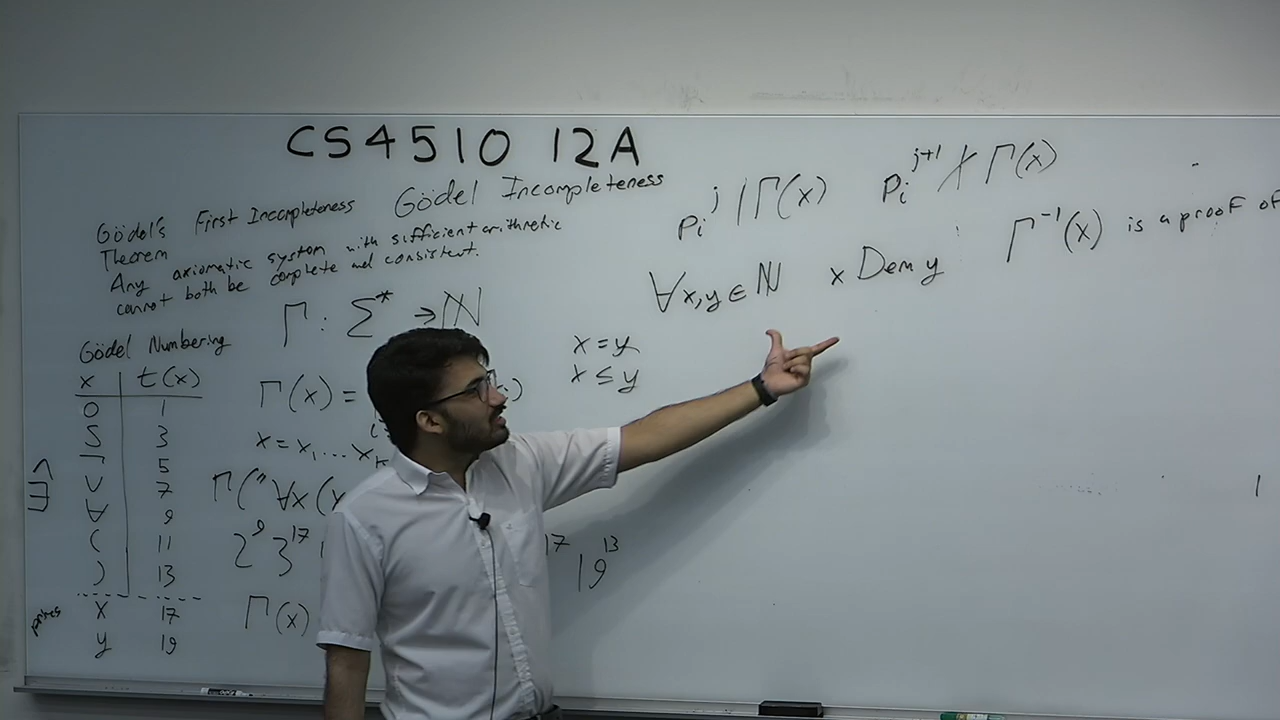 CS4510 12A
Gödel Incompleteness
Gödel's First Incompleteness
Theorem
Any axiomatic system with sufficient arithmetic
cannot both be complete and consistent.
Γ: Σ* → ℕ
Gödel Numbering
x | t(x)
0 | 1
S | 3
¬ | 5
∨ | 7
∀ | 9
( | 11
) | 13
x | 17
y | 19
∧
∃
primes
Γ(x) =
x = x₁ ... x
Γ("∀x(
2⁹ 3¹⁷
17 19¹³
Γ(x)
x = y
x ≤ y
Pᵢʲ | Γ(x) Pᵢʲ⁺¹ ∤ Γ(x)
∀x,y ∈ ℕ x Dem y Γ⁻¹(x) is a proof of